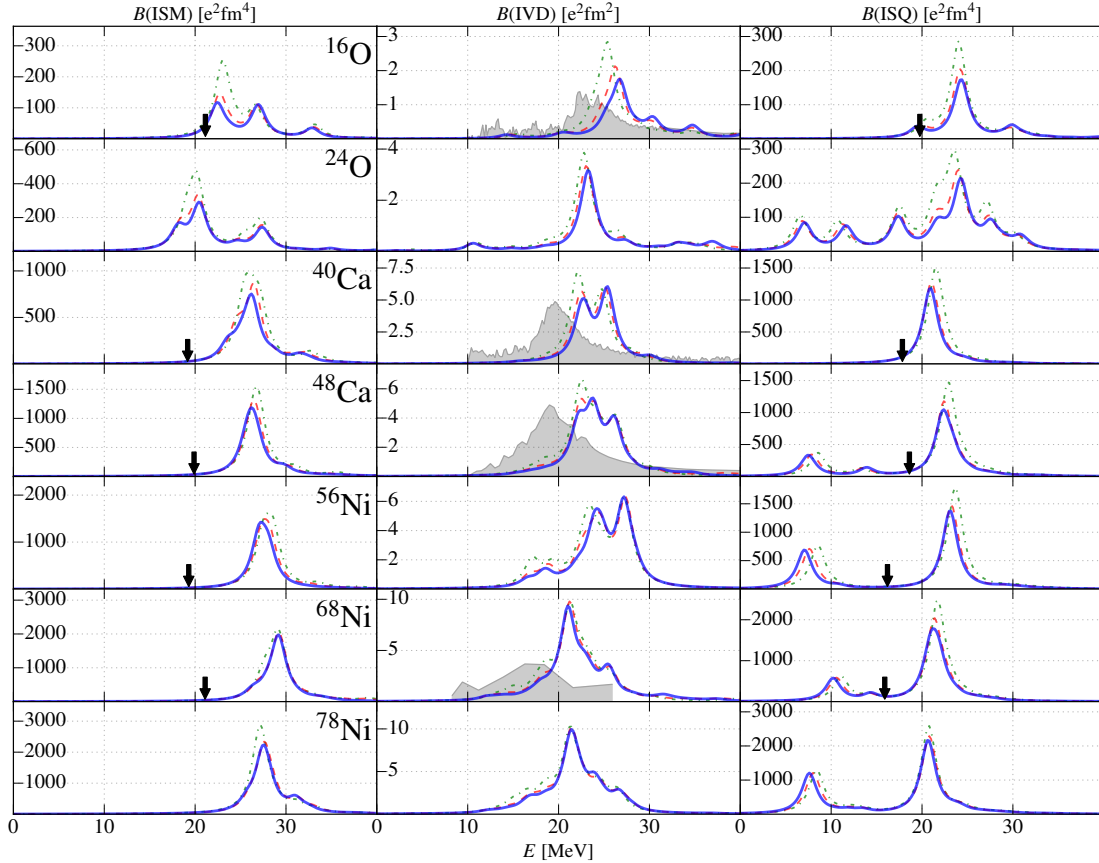 B(ISM) [e²fm⁴] B(IVD) [e²fm²] B(ISQ) [e²fm⁴]
300 200 100 ¹⁶O 3 2 1 300 200 100
600 400 200 ²⁴O 4 2 300 200 100
1000 500 ⁴⁰Ca 7.5 5.0 2.5 1500 1000 500
1500 1000 500 ⁴⁸Ca 6 4 2 1500 1000 500
2000 1000 ⁵⁶Ni 6 4 2 1500 1000 500
3000 2000 1000 ⁶⁸Ni 10 5 2000 1000
3000 2000 1000 ⁷⁸Ni 10 5 3000 2000 1000
0 10 20 30 0 10 20 30 0 10 20 30
E [MeV]